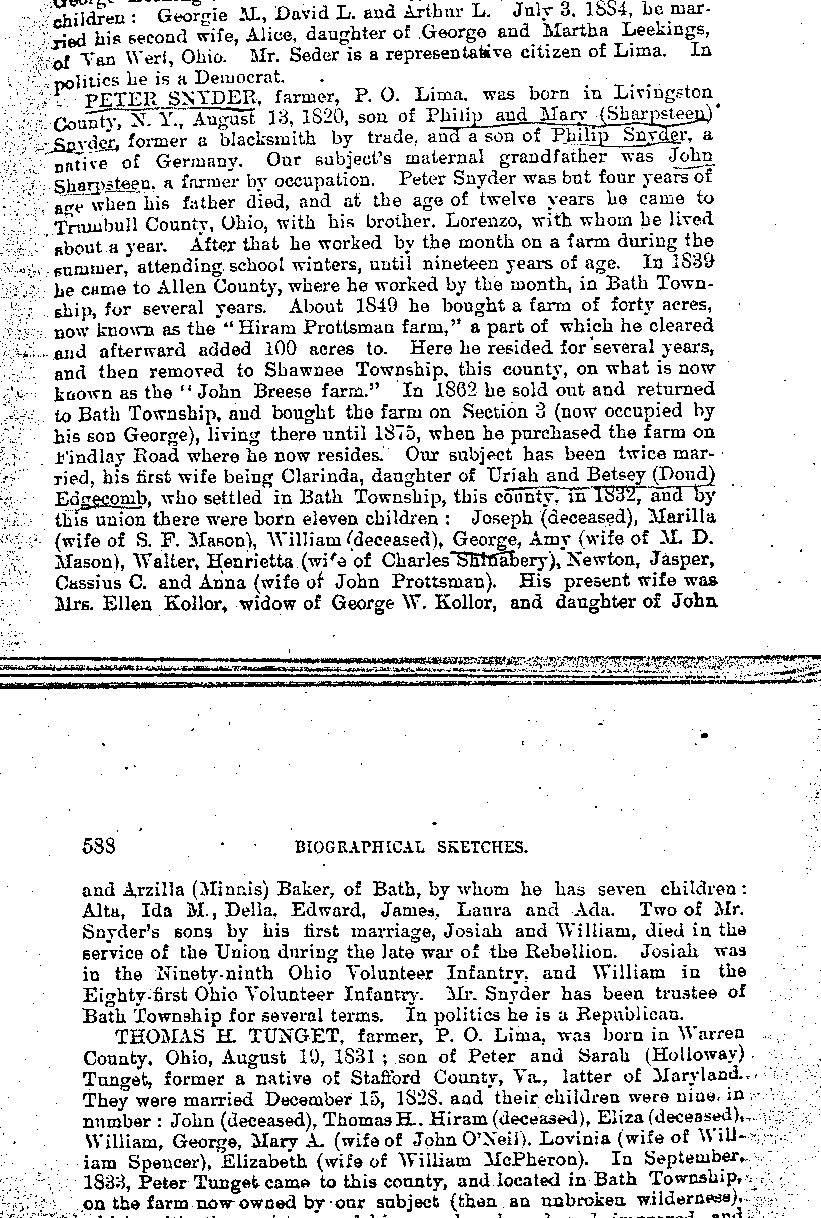 children : Georgie M., David L. and Arthur L. July 3, 1884, he mar-
ried his second wife, Alice, daughter of George and Martha Leekings,
of Van Wert, Ohio. Mr. Seder is a representative citizen of Lima. In
politics he is a Democrat.
PETER SNYDER, farmer, P. O. Lima, was born in Livingston
County, N. Y., August 13, 1820, son of Philip and Mary (Sharpsteen)
Snyder, former a blacksmith by trade, and a son of Philip Snyder, a
native of Germany. Our subject's maternal grandfather was John
Sharpsteen, a farmer by occupation. Peter Snyder was but four years of
age when his father died, and at the age of twelve years he came to
Trumbull County, Ohio, with his brother, Lorenzo, with whom he lived
about a year. After that he worked by the month on a farm during the
summer, attending school winters, until nineteen years of age. In 1839
he came to Allen County, where he worked by the month, in Bath Town-
ship, for several years. About 1849 he bought a farm of forty acres,
now known as the "Hiram Prottsman farm," a part of which he cleared
and afterward added 100 acres to. Here he resided for several years,
and then removed to Shawnee Township, this county, on what is now
known as the "John Breese farm." In 1862 he sold out and returned
to Bath Township, and bought the farm on Section 3 (now occupied by
his son George), living there until 1875, when he purchased the farm on
Findlay Road where he now resides. Our subject has been twice mar-
ried, his first wife being Clarinda, daughter of Uriah and Betsey (Doud)
Edgecomb, who settled in Bath Township, this county, in 1832, and by
this union there were born eleven children : Joseph (deceased), Marilla
(wife of S. F. Mason), William (deceased), George, Amy (wife of M. D.
Mason), Walter, Henrietta (wife of Charles Shinabery), Newton, Jasper,
Cassius C. and Anna (wife of John Prottsman). His present wife was
Mrs. Ellen Kollor, widow of George W. Kollor, and daughter of John
588 BIOGRAPHICAL SKETCHES.
and Arzilla (Minnis) Baker, of Bath, by whom he has seven children :
Alta, Ida M., Della, Edward, James, Laura and Ada. Two of Mr.
Snyder's sons by his first marriage, Josiah and William, died in the
service of the Union during the late war of the Rebellion. Josiah was
in the Ninety-ninth Ohio Volunteer Infantry, and William in the
Eighty-first Ohio Volunteer Infantry. Mr. Snyder has been trustee of
Bath Township for several terms. In politics he is a Republican.
THOMAS H. TUNGET, farmer, P. O. Lima, was born in Warren
County, Ohio, August 19, 1831 ; son of Peter and Sarah (Holloway)
Tunget, former a native of Stafford County, Va., latter of Maryland.
They were married December 15, 1828, and their children were nine in
number : John (deceased), Thomas H., Hiram (deceased), Eliza (deceased),
William, George, Mary A. (wife of John O'Neil), Lovinia (wife of Will-
iam Spencer), Elizabeth (wife of William McPheron). In September,
1833, Peter Tunget came to this county, and located in Bath Township,
on the farm now owned by our subject (then an unbroken wilderness),